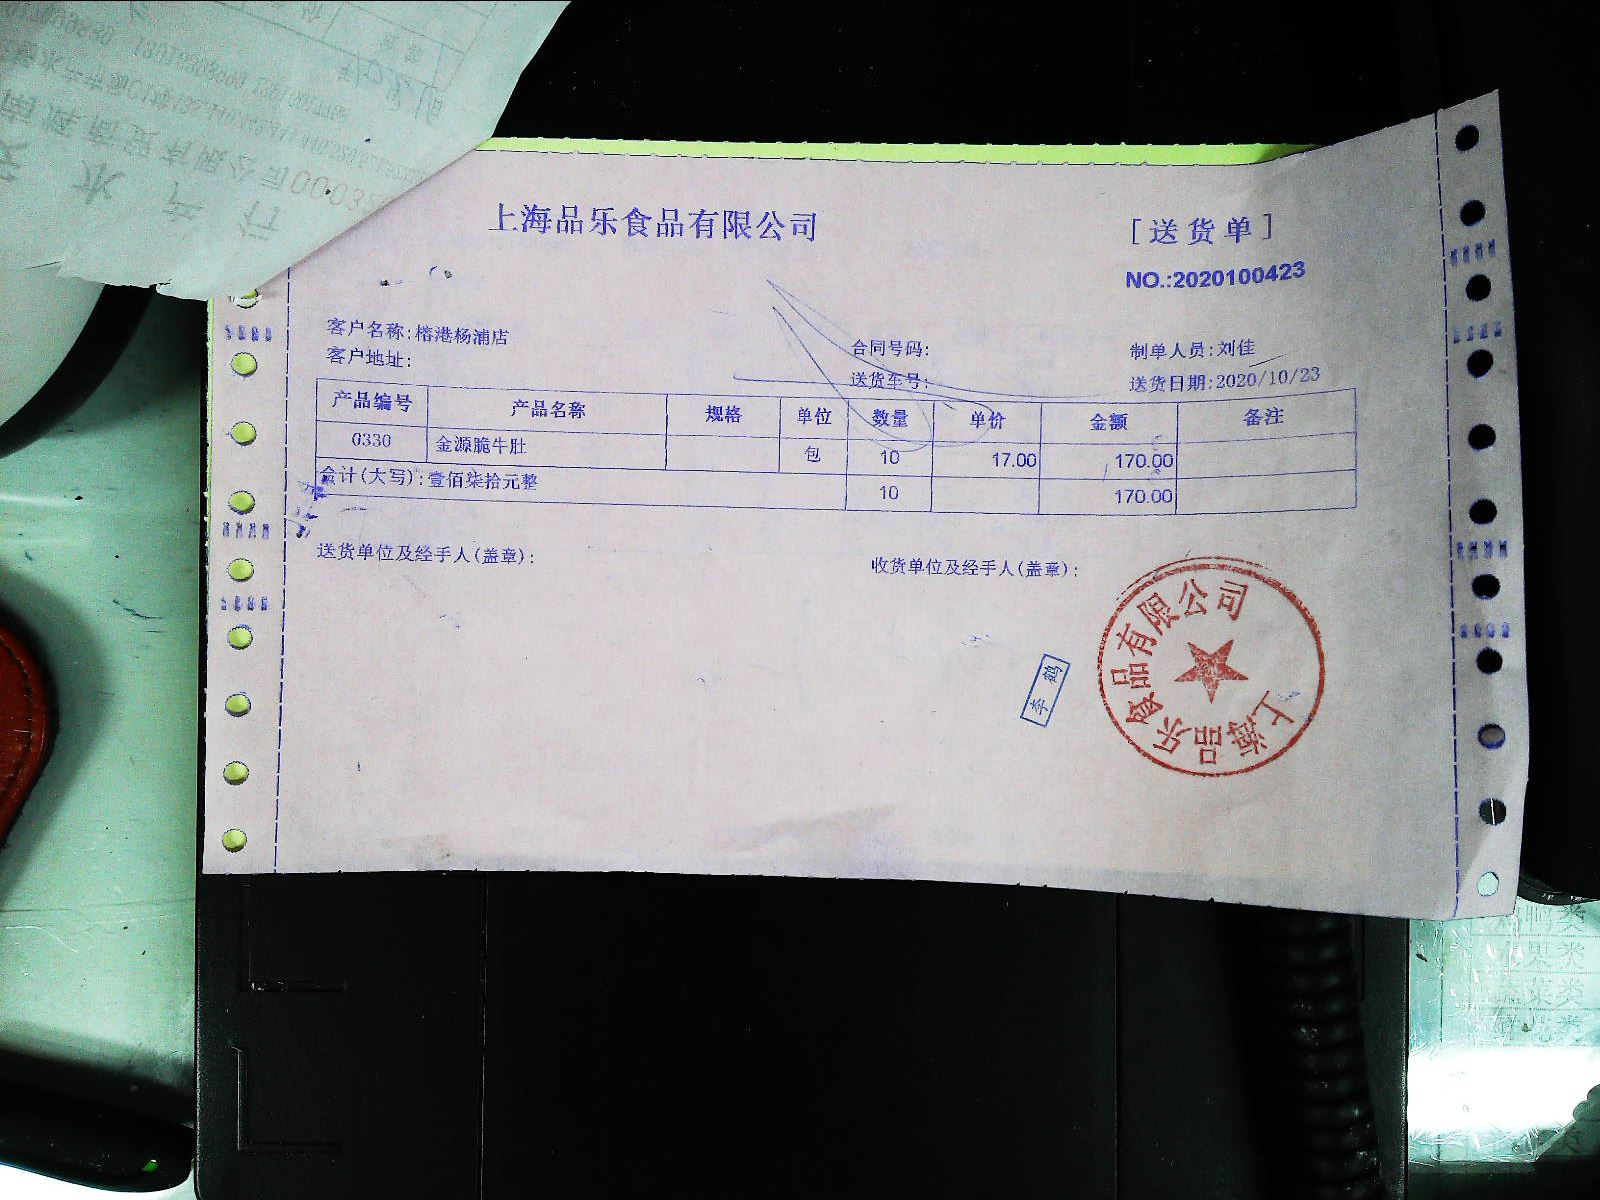 上海品乐食品有限公司
[送货单]
NO.:2020100423
客户名称:榕港杨浦店
合同号码:
制单人员:刘佳
客户地址:
送货车号:
送货日期:2020/10/23
产品编号 产品名称 规格 单位 数量 单价 金额 备注
0330 金源脆牛肚 包 10 17.00 170.00
合计(大写):壹佰柒拾元整 10 170.00
送货单位及经手人(盖章):
收货单位及经手人(盖章):
李鹤
上海品乐食品有限公司
果类
蔬菜类